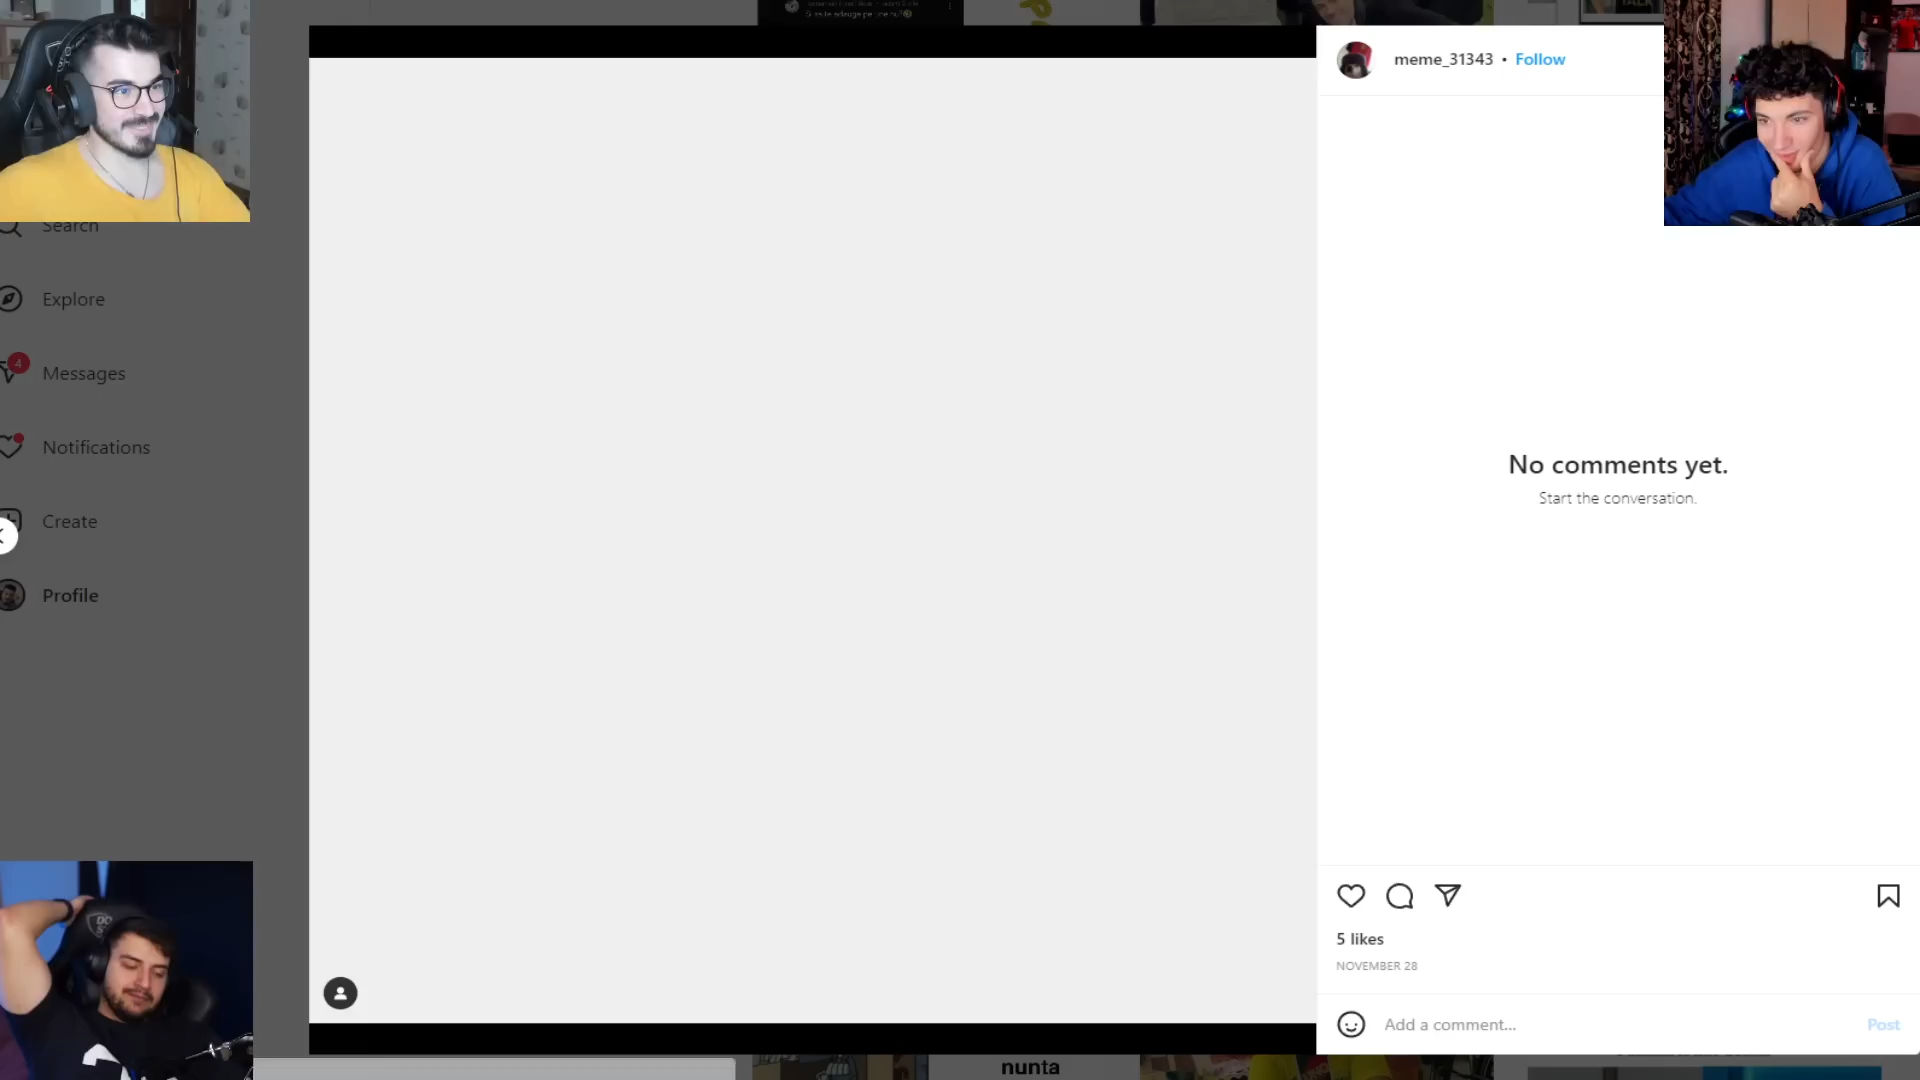 meme_31343 • Follow
Search
Explore
4
Messages
Notifications
Create
Profile
No comments yet.
Start the conversation.
5 likes
NOVEMBER 28
Add a comment...
Post
nunta